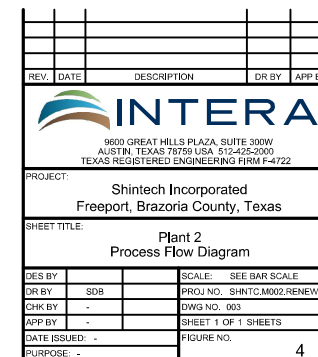 REV. DATE DESCRIPTION DR BY APP
INTERA
9600 GREAT HILLS PLAZA, SUITE 300W
AUSTIN, TEXAS 78759 USA 512-425-2000
TEXAS REGISTERED ENGINEERING FIRM F-4722
PROJECT:
Shintech Incorporated
Freeport, Brazoria County, Texas
SHEET TITLE:
Plant 2
Process Flow Diagram
DES BY SCALE: SEE BAR SCALE
DR BY SDB PROJ NO. SHNTC.M002.RENEW
CHK BY - DWG NO. 003
APP BY - SHEET 1 OF 1 SHEETS
DATE ISSUED: - FIGURE NO.
PURPOSE: - 4